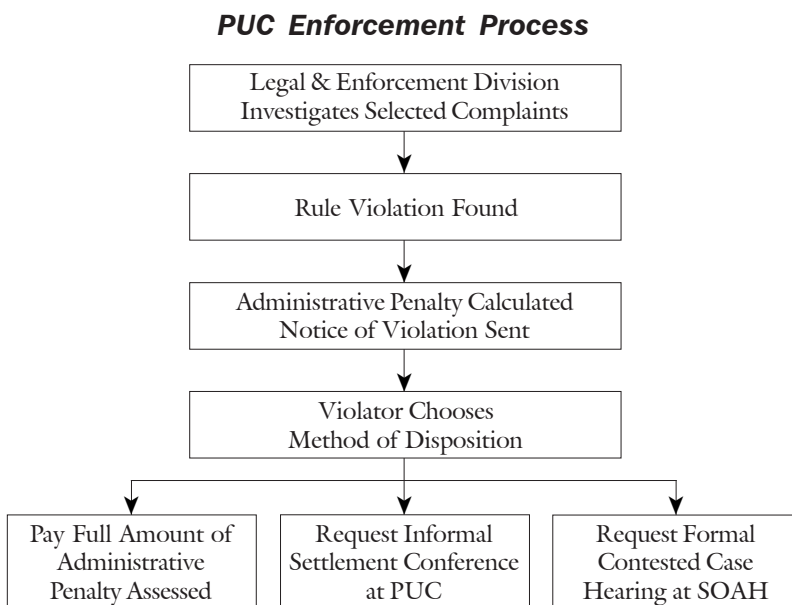 PUC Enforcement Process
Legal & Enforcement Division
Investigates Selected Complaints
Rule Violation Found
Administrative Penalty Calculated
Notice of Violation Sent
Violator Chooses
Method of Disposition
Pay Full Amount of
Administrative
Penalty Assessed
Request Informal
Settlement Conference
at PUC
Request Formal
Contested Case
Hearing at SOAH